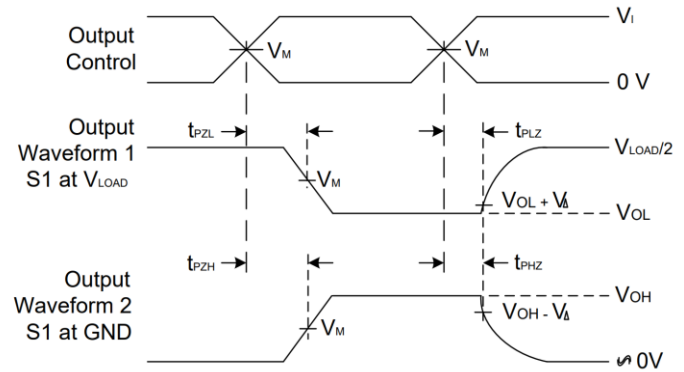 Output
Control
VM
VM
VI
0 V
Output
Waveform 1
S1 at VLOAD
tPZL
tPLZ
VM
VLOAD/2
VOL + VΔ
VOL
Output
Waveform 2
S1 at GND
tPZH
tPHZ
VM
VOH
VOH - VΔ
∽ 0V